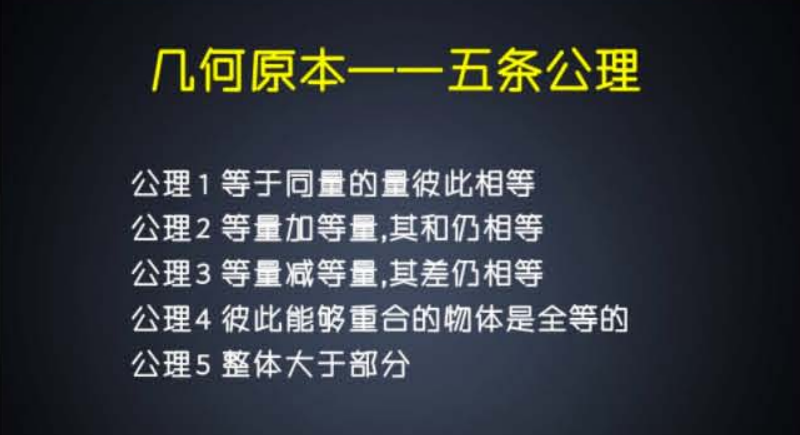 几何原本——五条公理
公理1 等于同量的量彼此相等
公理2 等量加等量,其和仍相等
公理3 等量减等量,其差仍相等
公理4 彼此能够重合的物体是全等的
公理5 整体大于部分